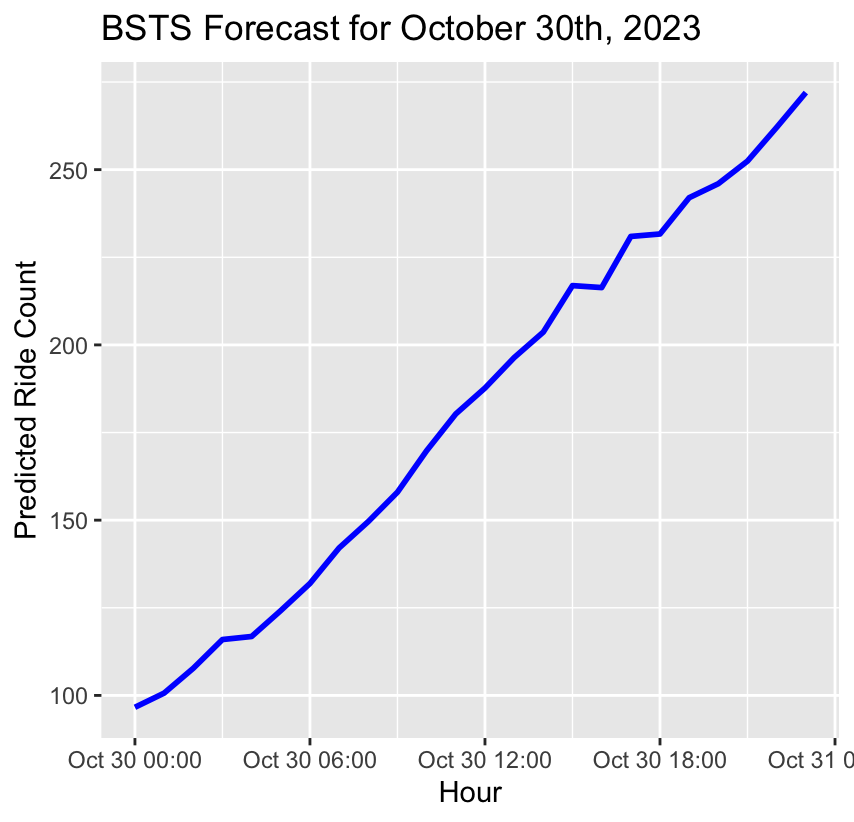 BSTS Forecast for October 30th, 2023
Predicted Ride Count
250
200
150
100
Oct 30 00:00 Oct 30 06:00 Oct 30 12:00 Oct 30 18:00 Oct 31 0
Hour